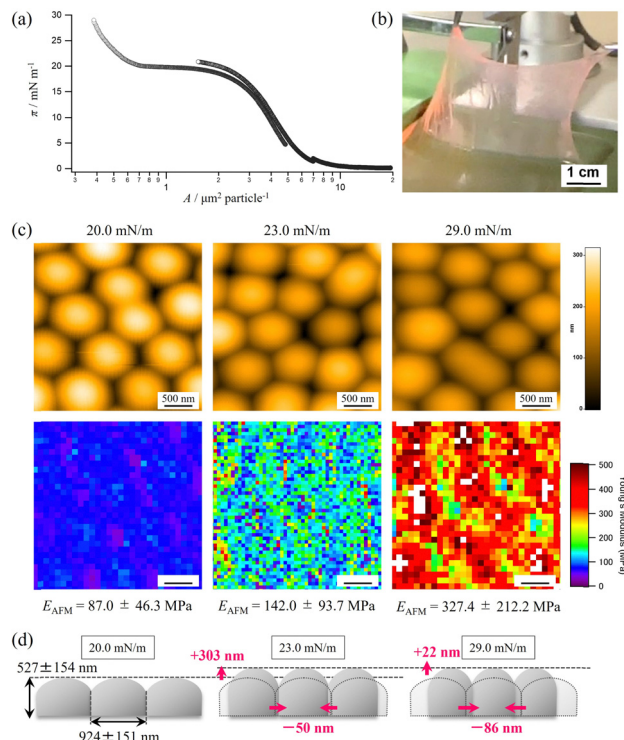 (a)
30
25
20
15
10
5
0
π / mN m⁻¹
3 4 5 6 7 8 9 1 2 3 4 5 6 7 8 9 10 2
A / μm² particle⁻¹
(b)
1 cm
(c)
20.0 mN/m 23.0 mN/m 29.0 mN/m
500 nm 500 nm 500 nm
300
200
100
0
nm
500
400
300
200
100
0
E_AFM = 87.0 ± 46.3 MPa E_AFM = 142.0 ± 93.7 MPa E_AFM = 327.4 ± 212.2 MPa
(d)
20.0 mN/m 23.0 mN/m 29.0 mN/m
527±154 nm +303 nm +22 nm
924±151 nm −50 nm −86 nm